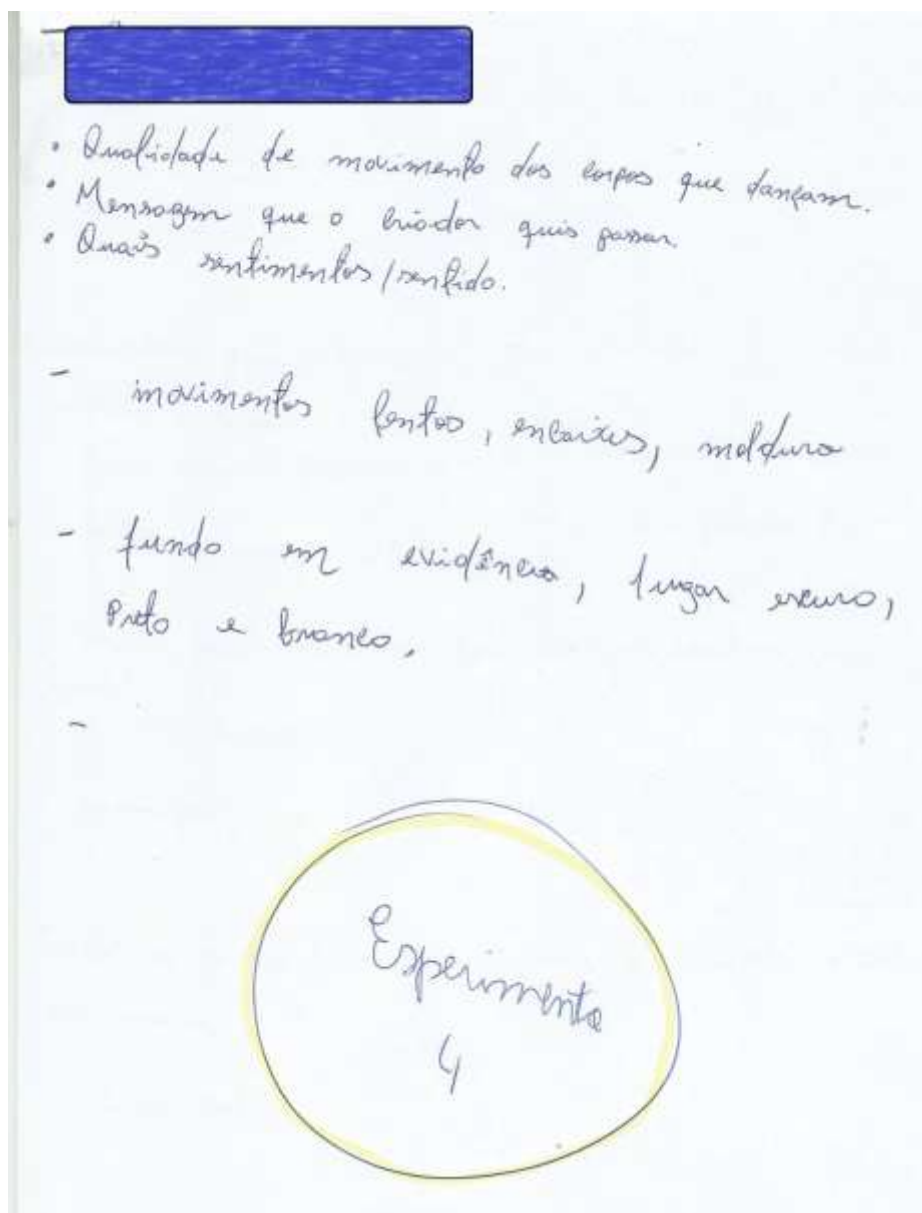 • Qualidade de movimento dos corpos que dançam.
• Mensagem que o criador quis passar.
• Quais sentimentos/sentido.
- movimentos lentos, encaixes, moldura
- fundo em evidência, lugar escuro,
Preto e branco.
-
Experimento
4